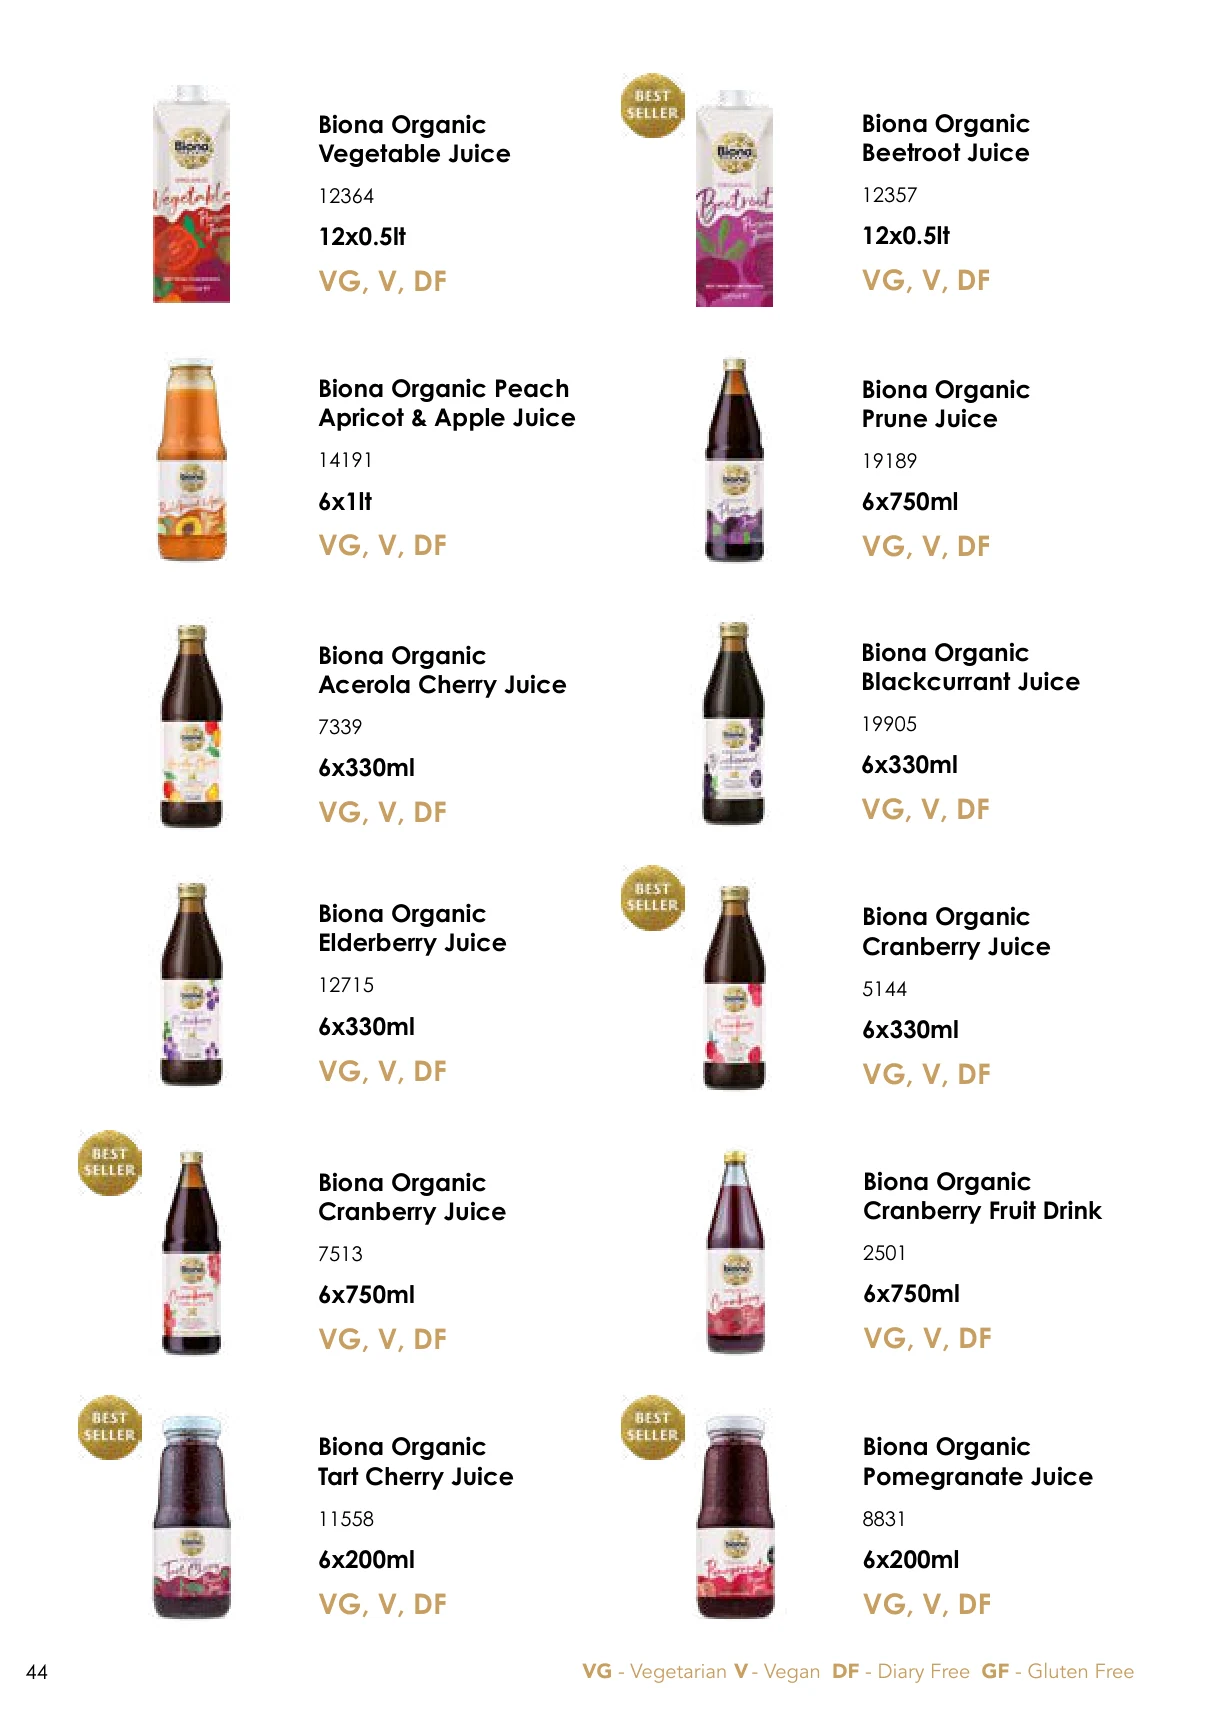 Biona Organic
Vegetable Juice
12364
12x0.5lt
VG, V, DF
BEST
SELLER
Biona Organic
Beetroot Juice
12357
12x0.5lt
VG, V, DF
Biona Organic Peach
Apricot & Apple Juice
14191
6x1lt
VG, V, DF
Biona Organic
Prune Juice
19189
6x750ml
VG, V, DF
Biona Organic
Acerola Cherry Juice
7339
6x330ml
VG, V, DF
Biona Organic
Blackcurrant Juice
19905
6x330ml
VG, V, DF
Biona Organic
Elderberry Juice
12715
6x330ml
VG, V, DF
BEST
SELLER
Biona Organic
Cranberry Juice
5144
6x330ml
VG, V, DF
BEST
SELLER
Biona Organic
Cranberry Juice
7513
6x750ml
VG, V, DF
Biona Organic
Cranberry Fruit Drink
2501
6x750ml
VG, V, DF
BEST
SELLER
Biona Organic
Tart Cherry Juice
11558
6x200ml
VG, V, DF
BEST
SELLER
Biona Organic
Pomegranate Juice
8831
6x200ml
VG, V, DF
44
VG - Vegetarian V - Vegan DF - Diary Free GF - Gluten Free